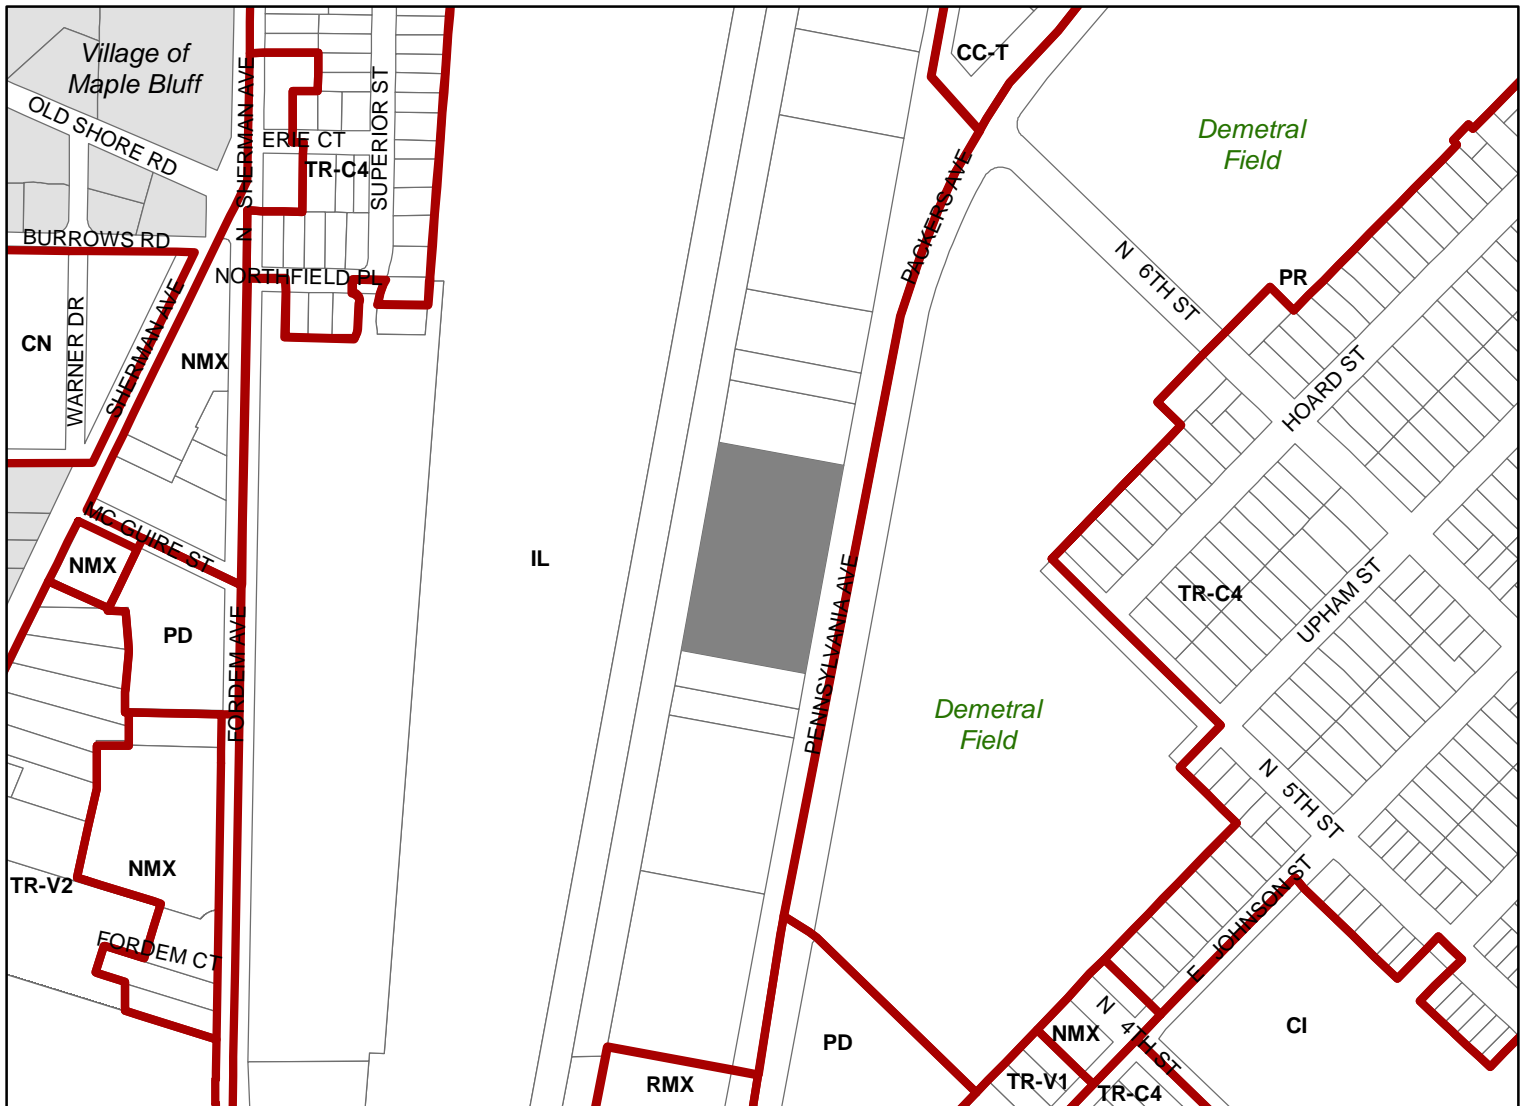 Village of
Maple Bluff
OLD SHORE RD
N SHERMAN AVE
ERIE CT
TR-C4
SUPERIOR ST
CC-T
Demetral
Field
PACKERS AVE
N 6TH ST
PR
BURROWS RD
NORTHFIELD PL
CN
WARNER DR
SHERMAN AVE
NMX
HOARD ST
MC GUIRE ST
NMX
IL
PD
FORDEM AVE
PENNSYLVANIA AVE
TR-C4
UPHAM ST
Demetral
Field
N 5TH ST
NMX
TR-V2
FORDEM CT
E JOHNSON ST
N 4TH ST
NMX
CI
PD
RMX
TR-V1
TR-C4